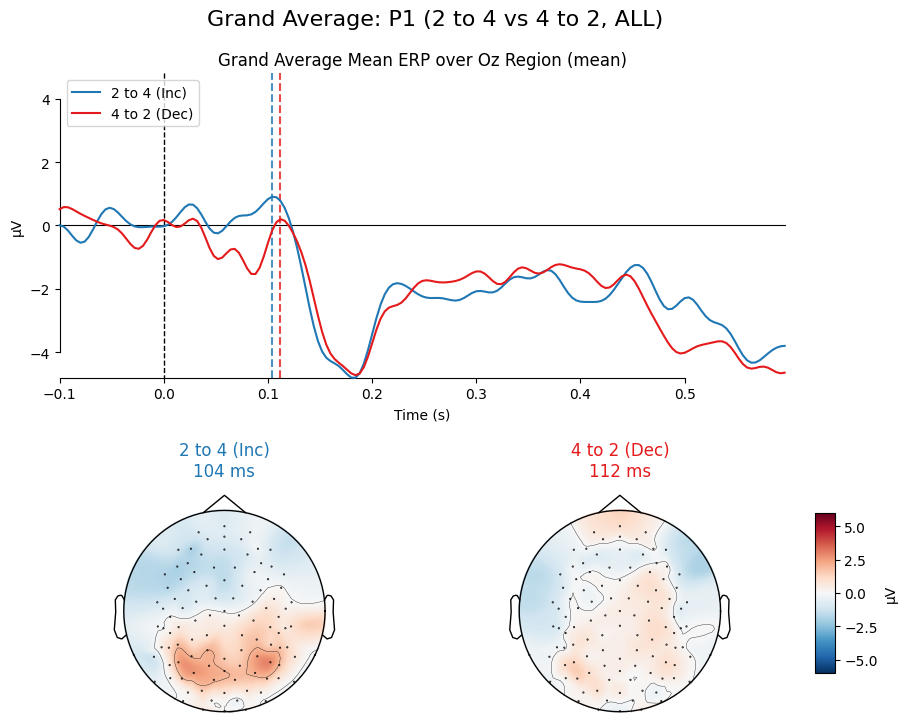 Grand Average: P1 (2 to 4 vs 4 to 2, ALL)
Grand Average Mean ERP over Oz Region (mean)
2 to 4 (Inc)
4 to 2 (Dec)
4
2
0
−2
−4
µV
−0.1 0.0 0.1 0.2 0.3 0.4 0.5
Time (s)
2 to 4 (Inc)
104 ms
4 to 2 (Dec)
112 ms
5.0
2.5
0.0
−2.5
−5.0
µV